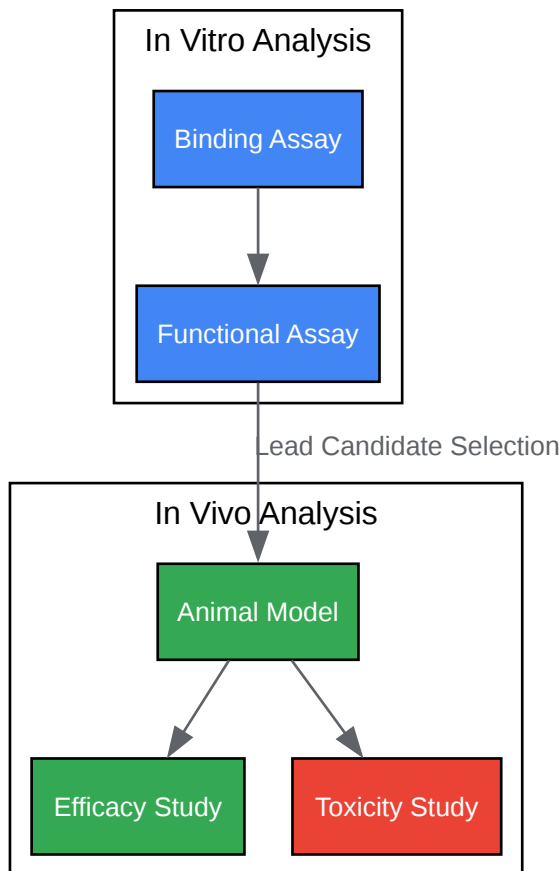 In Vitro Analysis
Binding Assay
Functional Assay
Lead Candidate Selection
In Vivo Analysis
Animal Model
Efficacy Study
Toxicity Study